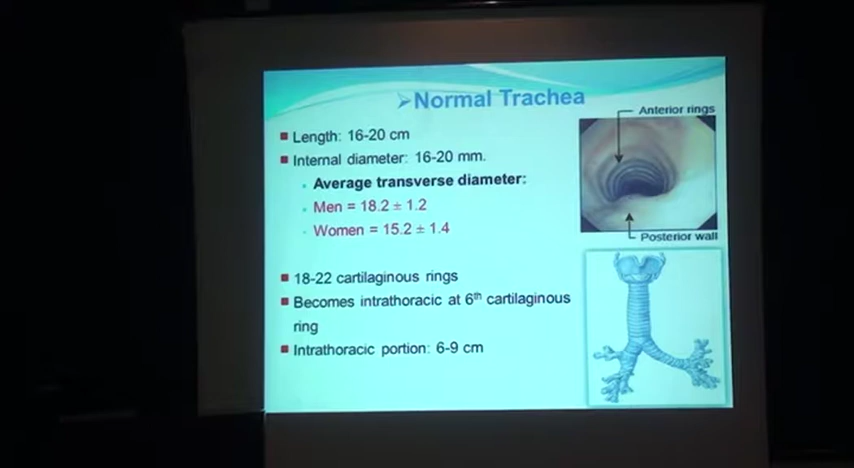 ➢Normal Trachea
Anterior rings
■ Length: 16-20 cm
■ Internal diameter: 16-20 mm.
• Average transverse diameter:
• Men = 18.2 ± 1.2
• Women = 15.2 ± 1.4
Posterior wall
■ 18-22 cartilaginous rings
■ Becomes intrathoracic at 6th cartilaginous
ring
■ Intrathoracic portion: 6-9 cm